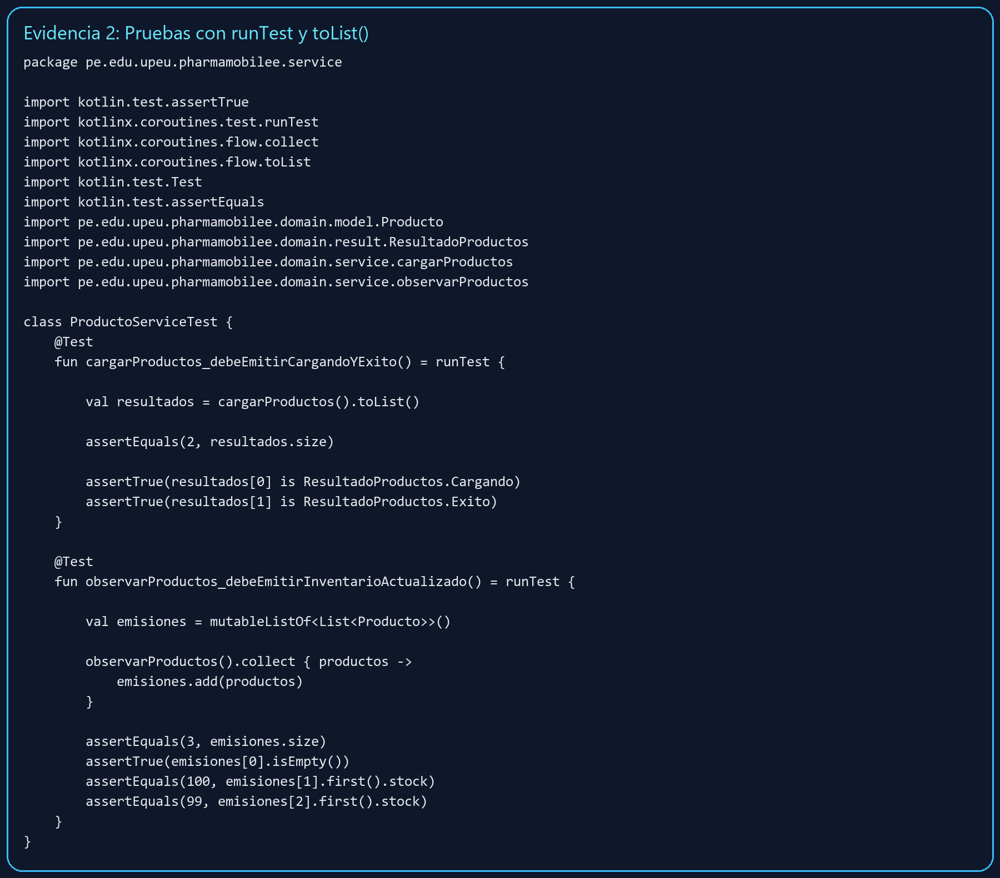 Evidencia 2: Pruebas con runTest y toList()
package pe.edu.upeu.pharmamobilee.service
import kotlin.test.assertTrue
import kotlinx.coroutines.test.runTest
import kotlinx.coroutines.flow.collect
import kotlinx.coroutines.flow.toList
import kotlin.test.Test
import kotlin.test.assertEquals
import pe.edu.upeu.pharmamobilee.domain.model.Producto
import pe.edu.upeu.pharmamobilee.domain.result.ResultadoProductos
import pe.edu.upeu.pharmamobilee.domain.service.cargarProductos
import pe.edu.upeu.pharmamobilee.domain.service.observarProductos
class ProductoServiceTest {
    @Test
    fun cargarProductos_debeEmitirCargandoYExito() = runTest {
        val resultados = cargarProductos().toList()
        assertEquals(2, resultados.size)
        assertTrue(resultados[0] is ResultadoProductos.Cargando)
        assertTrue(resultados[1] is ResultadoProductos.Exito)
    }
    @Test
    fun observarProductos_debeEmitirInventarioActualizado() = runTest {
        val emisiones = mutableListOf<List<Producto>>()
        observarProductos().collect { productos ->
            emisiones.add(productos)
        }
        assertEquals(3, emisiones.size)
        assertTrue(emisiones[0].isEmpty())
        assertEquals(100, emisiones[1].first().stock)
        assertEquals(99, emisiones[2].first().stock)
    }
}